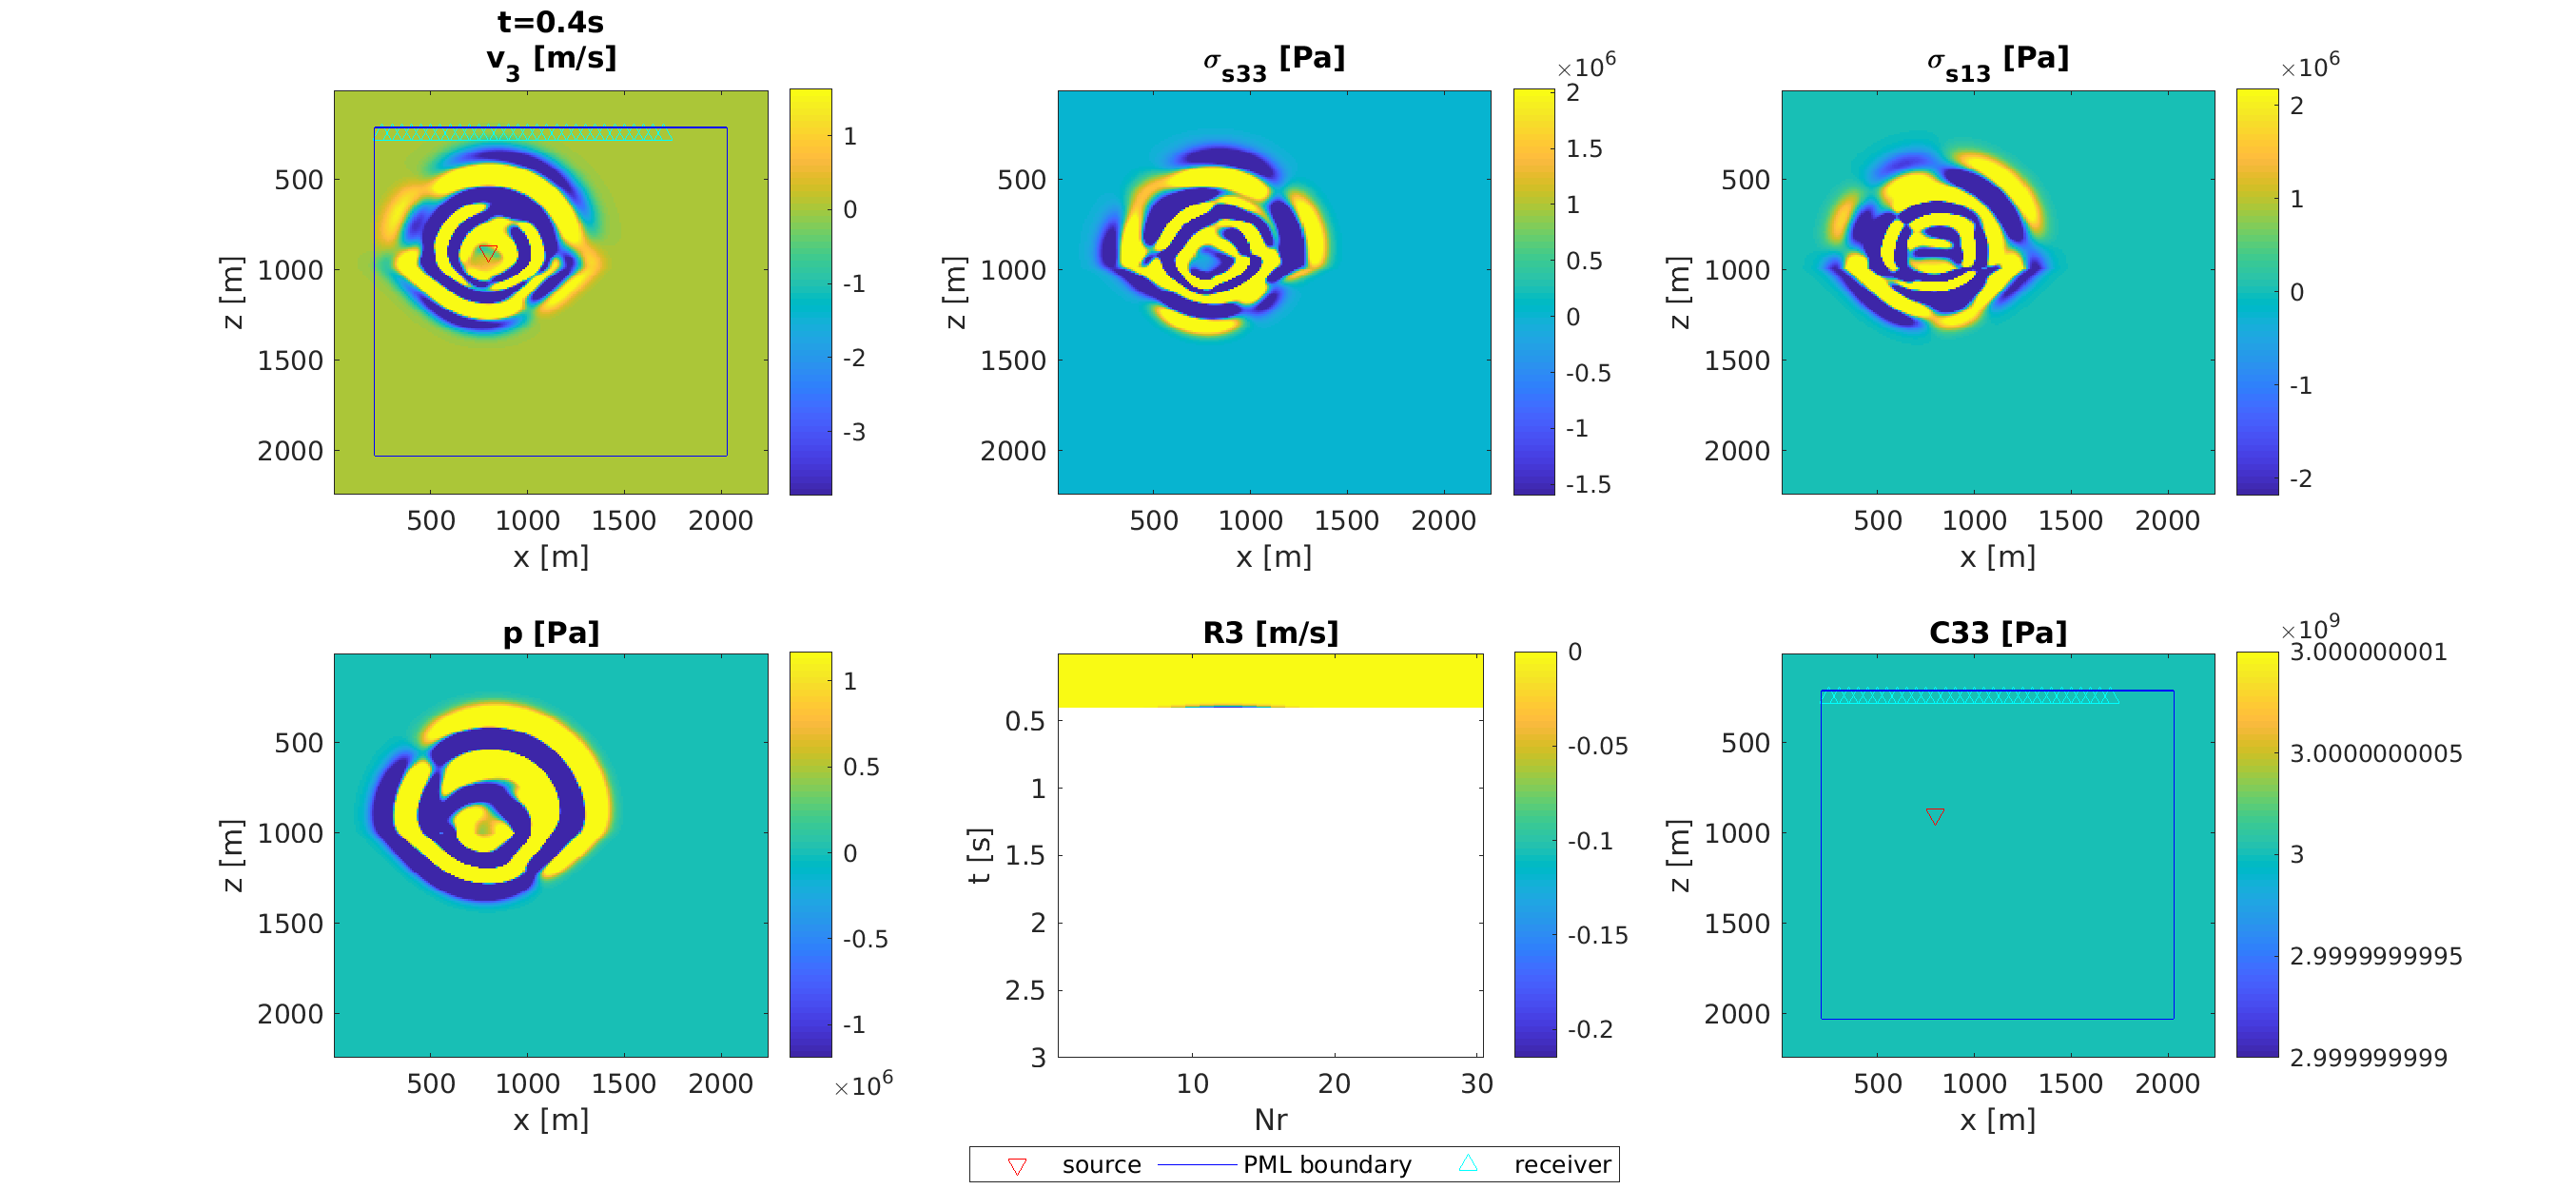 t=0.4s
v3 [m/s]
500
1000
1500
2000
z [m]
500 1000 1500 2000
x [m]
1
0
-1
-2
-3
σs33 [Pa]
×10^6
500
1000
1500
2000
z [m]
500 1000 1500 2000
x [m]
2
1.5
1
0.5
0
-0.5
-1
-1.5
σs13 [Pa]
×10^6
500
1000
1500
2000
z [m]
500 1000 1500 2000
x [m]
2
1
0
-1
-2
p [Pa]
500
1000
1500
2000
z [m]
500 1000 1500 2000
x [m]
1
0.5
0
-0.5
-1
×10^6
R3 [m/s]
0.5
1
1.5
2
2.5
3
t [s]
10 20 30
Nr
0
-0.05
-0.1
-0.15
-0.2
C33 [Pa]
×10^9
500
1000
1500
2000
z [m]
500 1000 1500 2000
x [m]
3.000000001
3.0000000005
3
2.9999999995
2.999999999
source PML boundary receiver